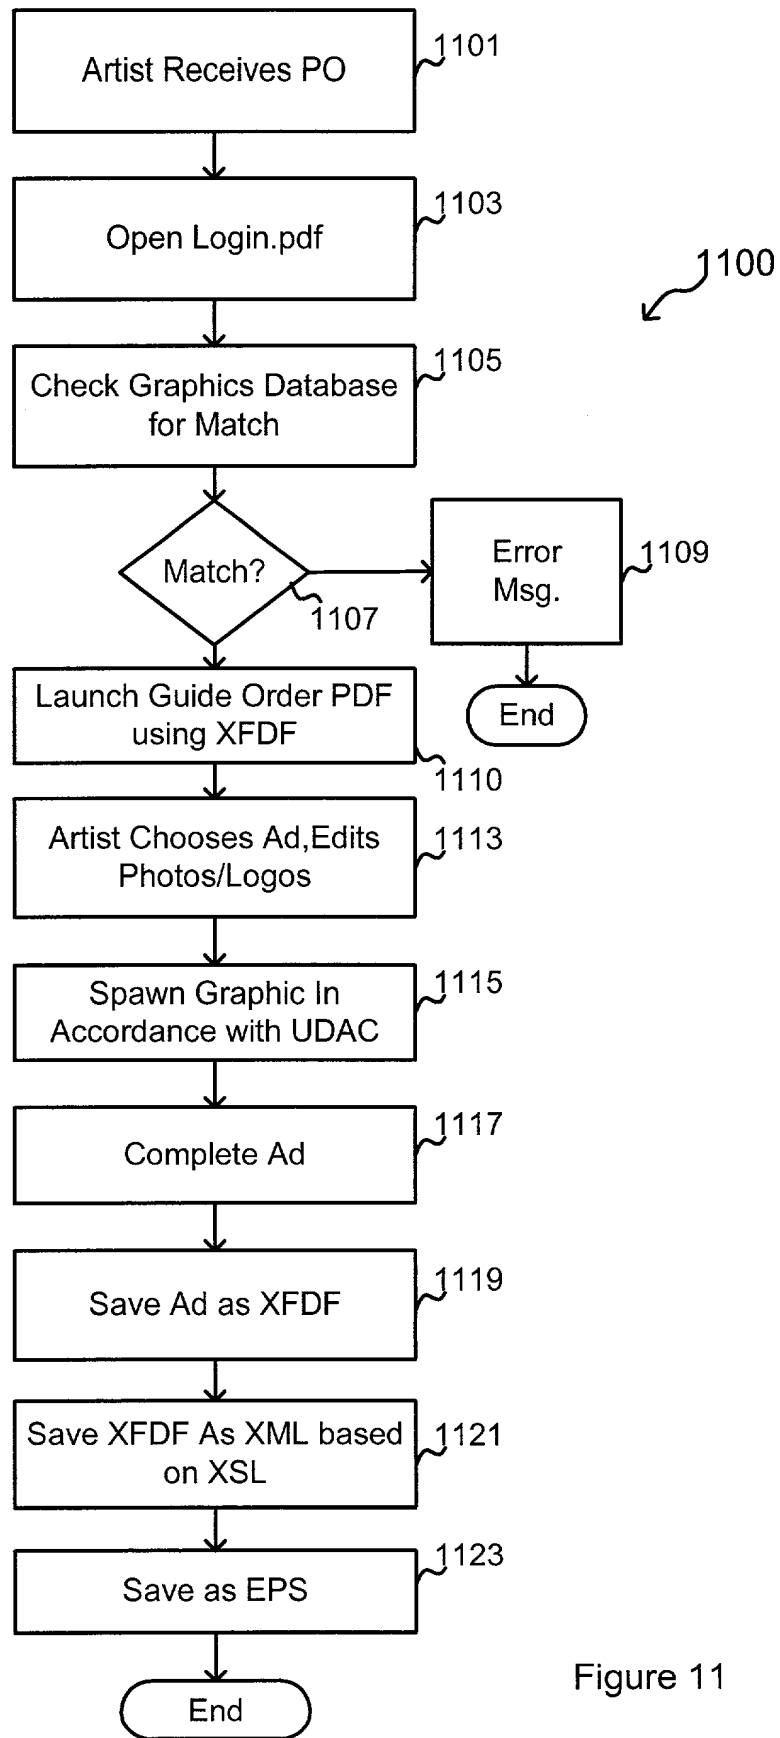 1101
Artist Receives PO
1103
Open Login.pdf
1100
1105
Check Graphics Database
for Match
Match?
1107
Error
Msg.
1109
End
Launch Guide Order PDF
using XFDF
1110
Artist Chooses Ad,Edits
Photos/Logos
1113
Spawn Graphic In
Accordance with UDAC
1115
Complete Ad
1117
Save Ad as XFDF
1119
Save XFDF As XML based
on XSL
1121
Save as EPS
1123
End
Figure 11